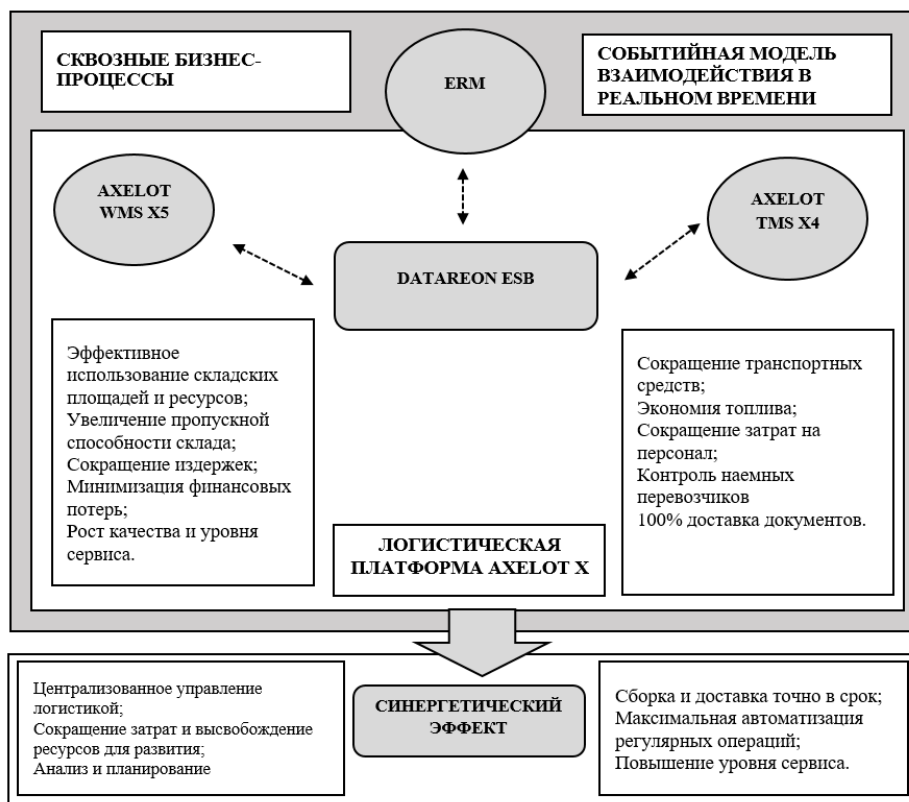 СКВОЗНЫЕ БИЗНЕС-
ПРОЦЕССЫ
ERM
СОБЫТИЙНАЯ МОДЕЛЬ
ВЗАИМОДЕЙСТВИЯ В
РЕАЛЬНОМ ВРЕМЕНИ
AXELOT
WMS X5
AXELOT
TMS X4
DATAREON ESB
Эффективное
использование складских
площадей и ресурсов;
Увеличение пропускной
способности склада;
Сокращение издержек;
Минимизация финансовых
потерь;
Рост качества и уровня
сервиса.
Сокращение транспортных
средств;
Экономия топлива;
Сокращение затрат на
персонал;
Контроль наемных
перевозчиков
100% доставка документов.
ЛОГИСТИЧЕСКАЯ
ПЛАТФОРМА AXELOT X
Централизованное управление
логистикой;
Сокращение затрат и высвобождение
ресурсов для развития;
Анализ и планирование
СИНЕРГЕТИЧЕСКИЙ
ЭФФЕКТ
Сборка и доставка точно в срок;
Максимальная автоматизация
регулярных операций;
Повышение уровня сервиса.